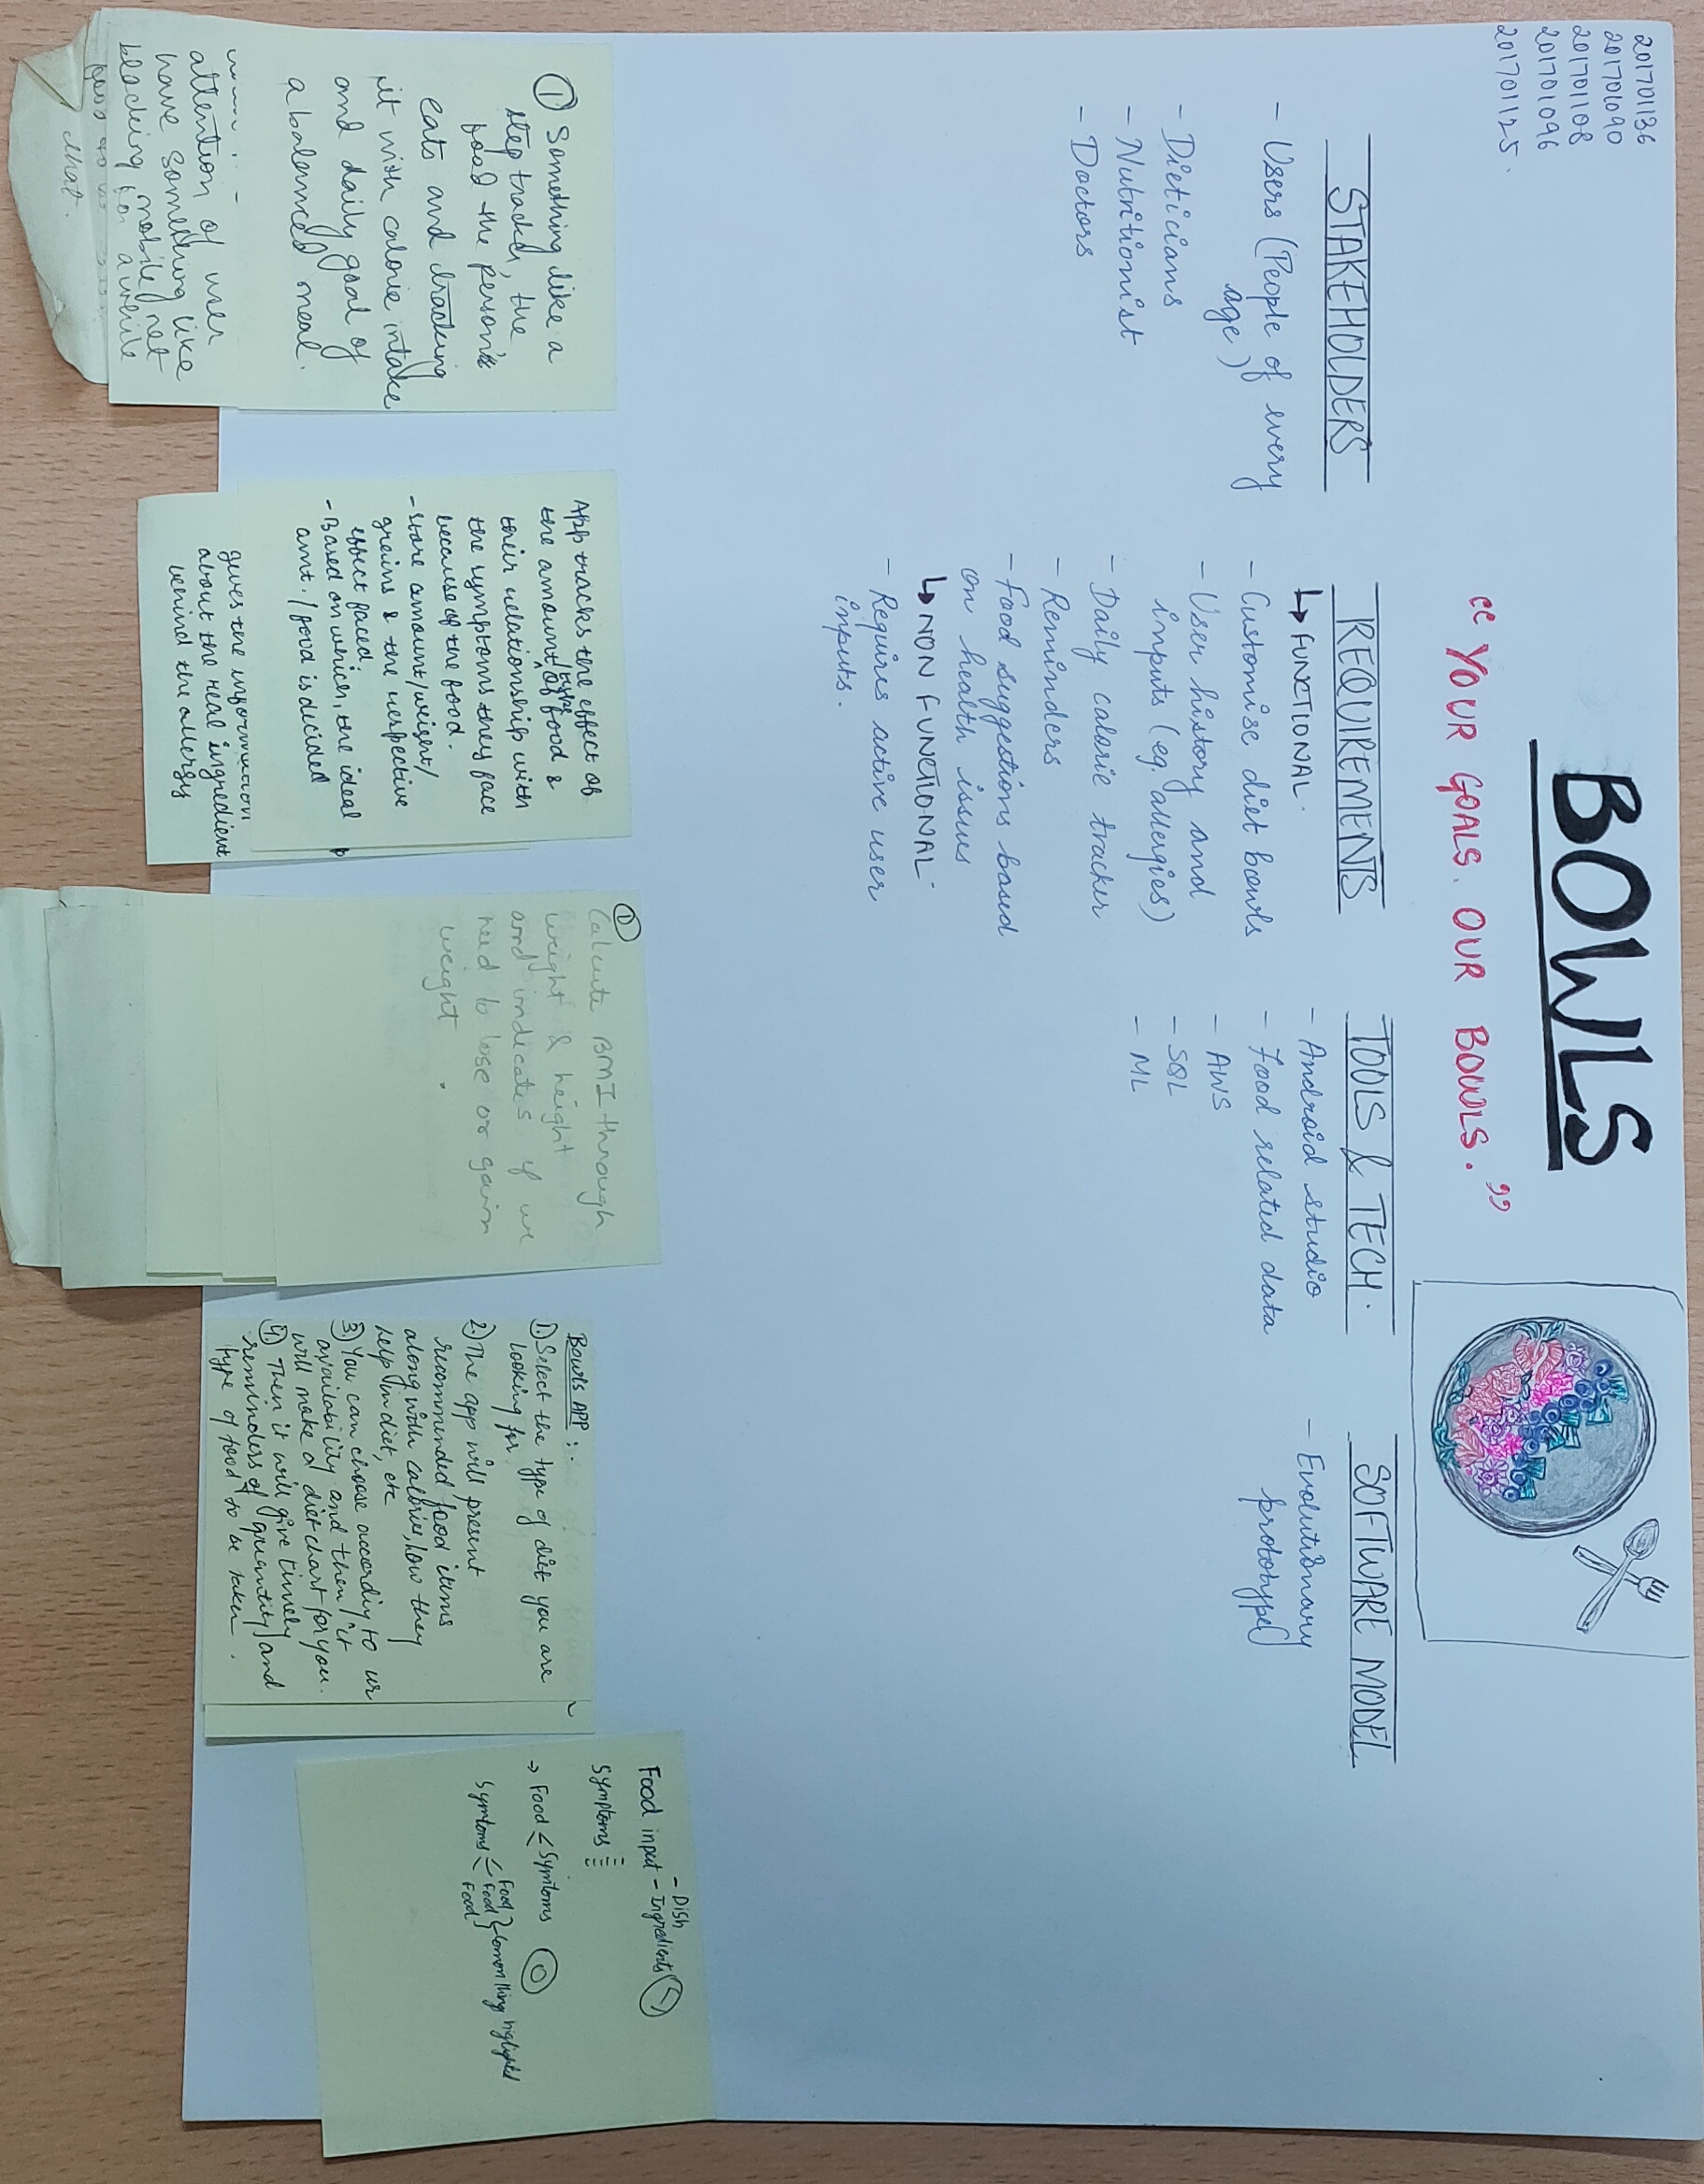 201701136
201701090
201701108
201701096
201701125.
BOWLS
“ YOUR GOALS. OUR BOWLS. ”
STAKEHOLDERS
- Users (People of every
age)
- Dieticians
- Nutritionist
- Doctors
REQUIREMENTS
↳ FUNCTIONAL.
- Customise diet bowls
- User history and
inputs (eg. allergies)
- Daily calorie tracker
- Reminders
- Food suggestions based
on health issues
↳ NON FUNCTIONAL.
- Requires active user
inputs.
TOOLS & TECH.
- Android studio
- Food related data
- AWS
- SQL
- ML
SOFTWARE MODEL
- Evolutionary
prototype
① Something like a
step tracker, the
food the person's
eats and tracking
it with calorie intake
and daily goal of
a balanced meal.
attention of user
have something like
blocking mobile net
for awhile
that.
App tracks the effect of
the amount/type of food &
their relationship with
the symptoms they face
because of the food.
- Store amount/weight/
grains & the respective
effect faced.
- Based on which, the ideal
amt./food is decided
gives the information
about the real ingredient
behind the allergy
①
Calcute BMI through
weight & height
and indicates if we
need to lose or gain
weight.
Bowls APP :
1.) Select the type of diet you are
looking for
2.) The app will present
recommended food items
along with calories, how they
help in diet, etc
3.) You can choose according to ur
availability and then it
will make a diet chart for you.
4.) Then it will give timely
reminders of quantity and
type of food to be taken.
- Dish
Food input - Ingredients
Symptoms
→ Food < Symtoms
Symtoms < Food
Food
Food } Common thing higlighted